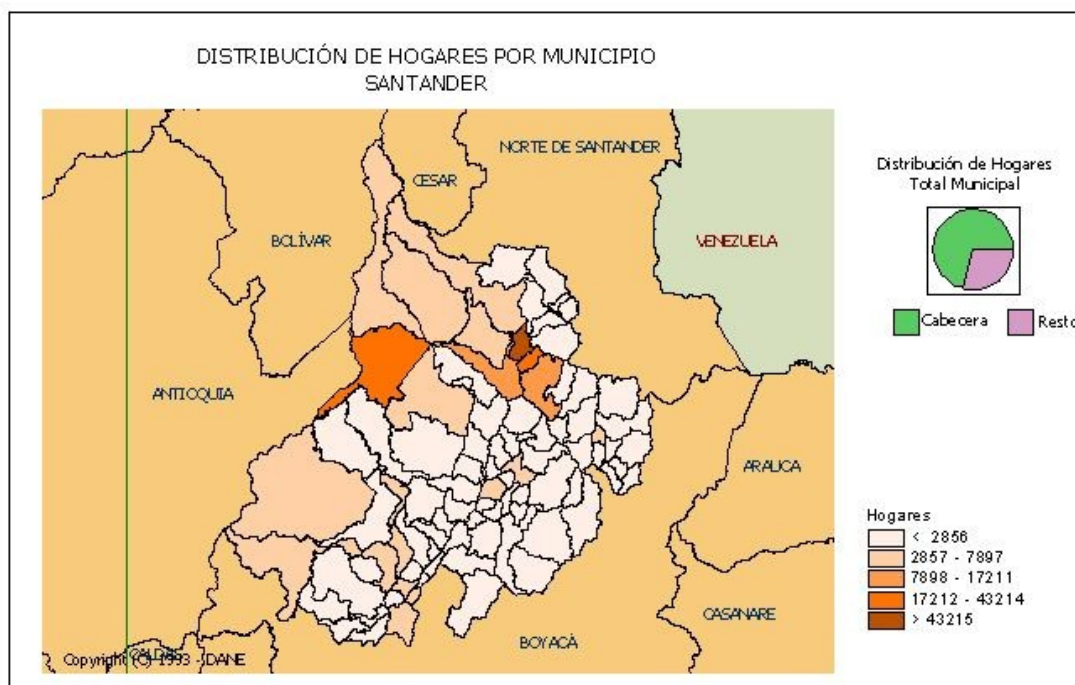 DISTRIBUCIÓN DE HOGARES POR MUNICIPIO
SANTANDER
NORTE DE SANTANDER
CESAR
BOLÍVAR
VENEZUELA
ANTIOQUIA
ARAUCA
CASANARE
BOYACÁ
Copyright (C) 1993 - DANE
Distribución de Hogares
Total Municipal
Cabecera
Resto
Hogares
< 2856
2857 - 7897
7898 - 17211
17212 - 43214
> 43215